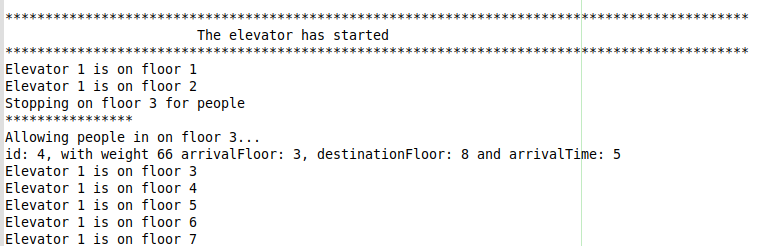 *********************************************************************************************
The elevator has started
*********************************************************************************************
Elevator 1 is on floor 1
Elevator 1 is on floor 2
Stopping on floor 3 for people
****************
Allowing people in on floor 3...
id: 4, with weight 66 arrivalFloor: 3, destinationFloor: 8 and arrivalTime: 5
Elevator 1 is on floor 3
Elevator 1 is on floor 4
Elevator 1 is on floor 5
Elevator 1 is on floor 6
Elevator 1 is on floor 7